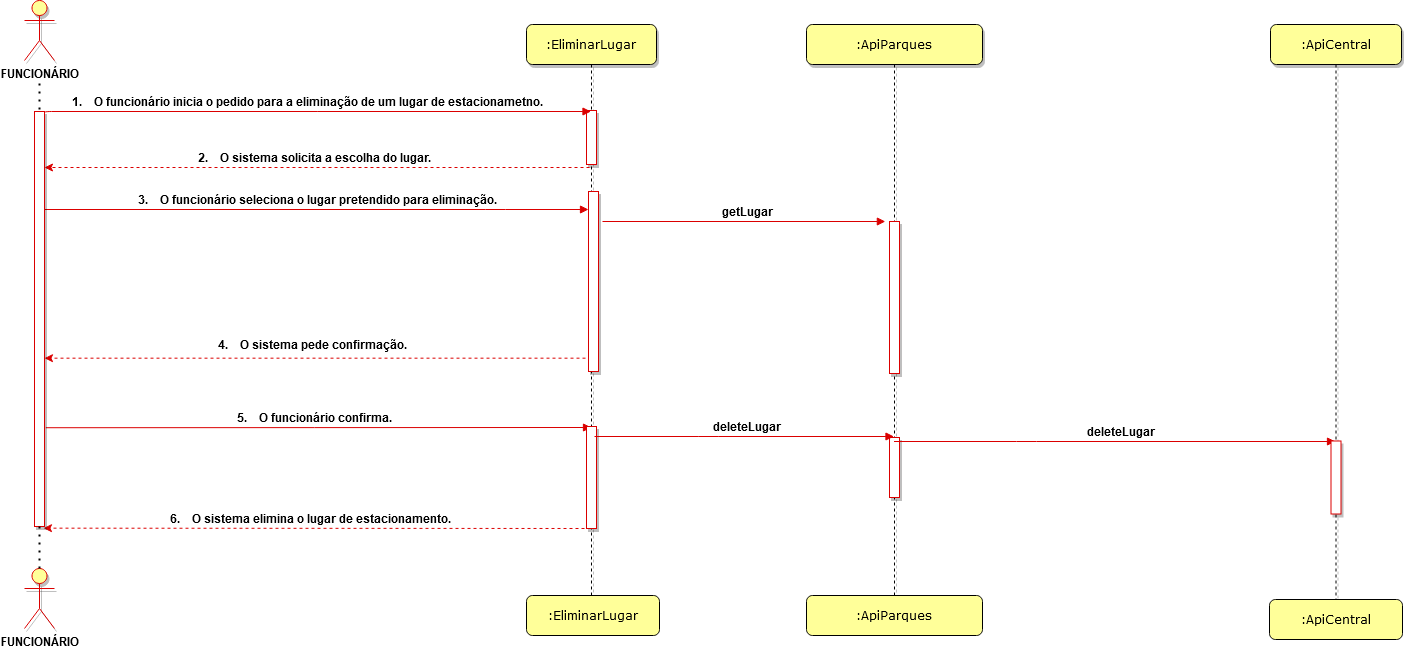 :EliminarLugar
:ApiParques
:ApiCentral
FUNCIONÁRIO
1. O funcionário inicia o pedido para a eliminação de um lugar de estacionametno.
2. O sistema solicita a escolha do lugar.
3. O funcionário seleciona o lugar pretendido para eliminação.
getLugar
4. O sistema pede confirmação.
5. O funcionário confirma.
deleteLugar
deleteLugar
6. O sistema elimina o lugar de estacionamento.
:EliminarLugar
:ApiParques
:ApiCentral
FUNCIONÁRIO